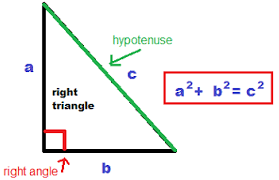 hypotenuse
a
c
a² + b² = c²
right
triangle
right angle
b